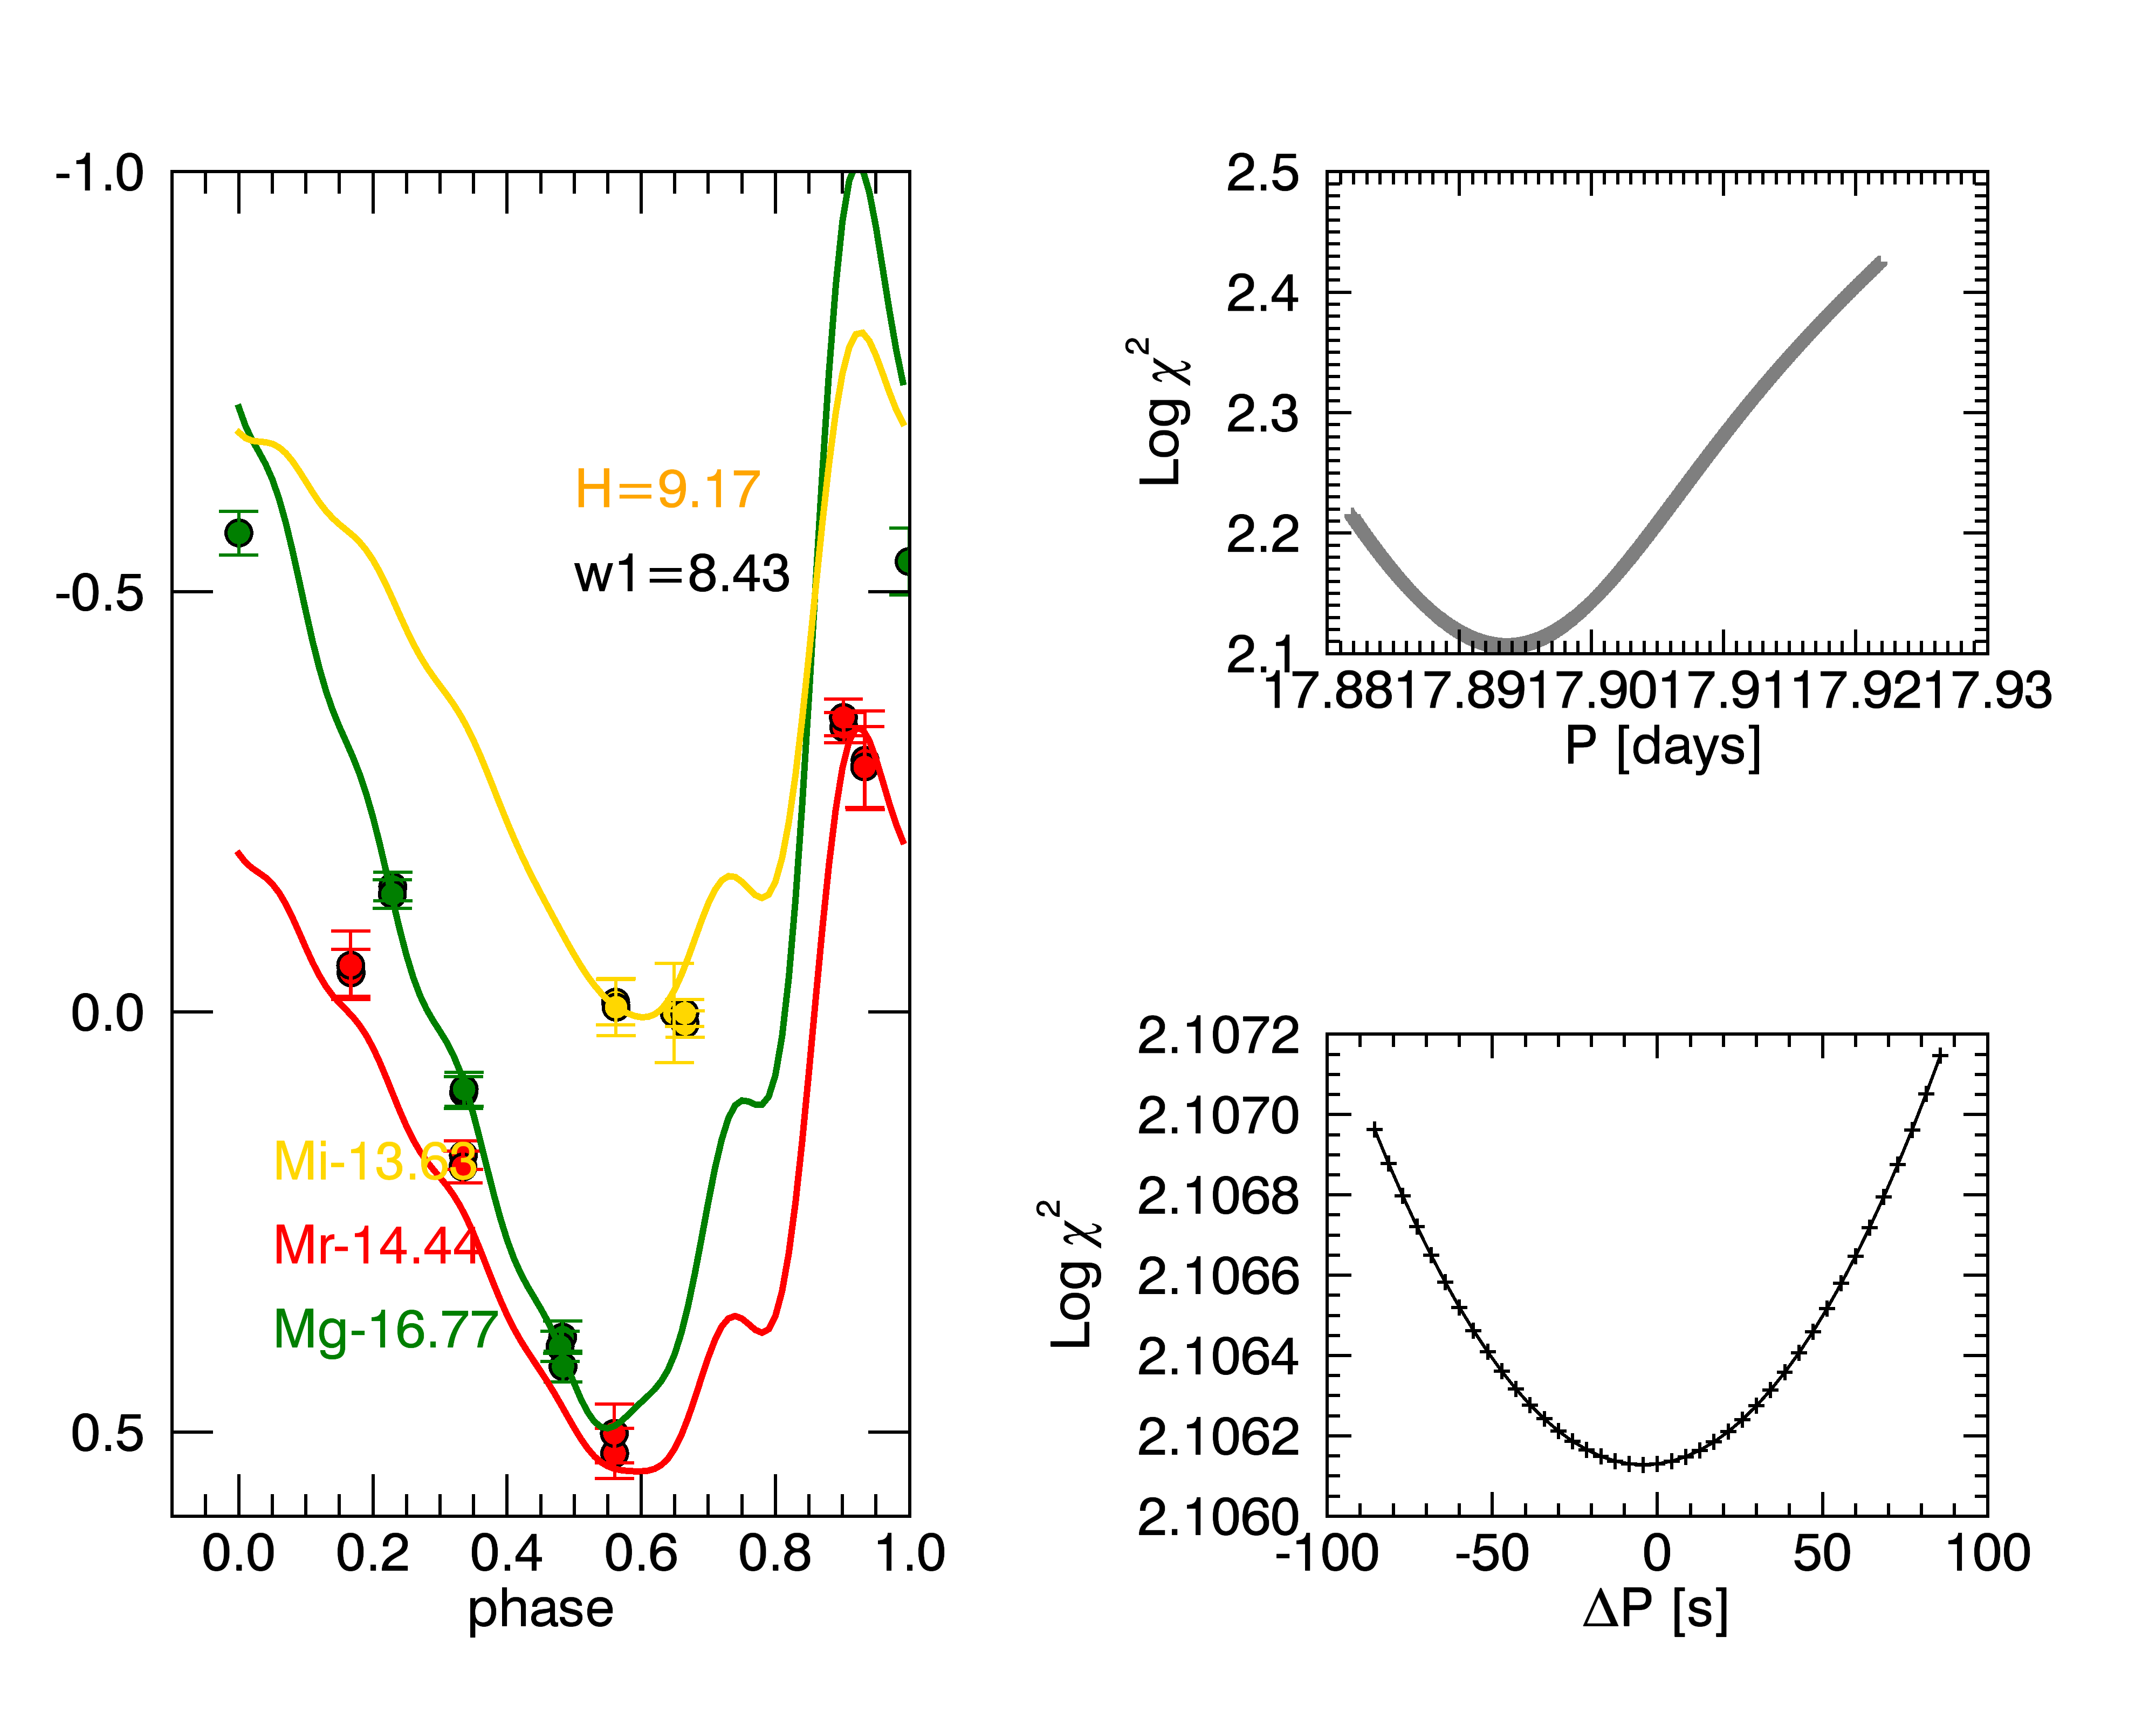 -1.0
-0.5
0.0
0.5
H=9.17
w1=8.43
Mi-13.63
Mr-14.44
Mg-16.77
0.0 0.2 0.4 0.6 0.8 1.0
phase
2.5
2.4
2.3
2.2
2.1
Log χ²
17.88 17.89 17.90 17.91 17.92 17.93
P [days]
2.1072
2.1070
2.1068
2.1066
2.1064
2.1062
2.1060
Log χ²
-100 -50 0 50 100
ΔP [s]